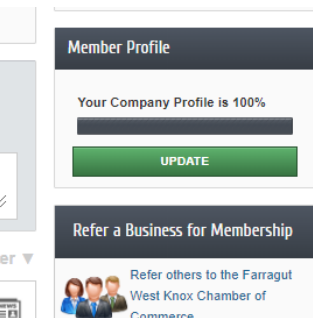 Member Profile
Your Company Profile is 100%
UPDATE
Refer a Business for Membership
er ▼
Refer others to the Farragut
West Knox Chamber of
Commerce